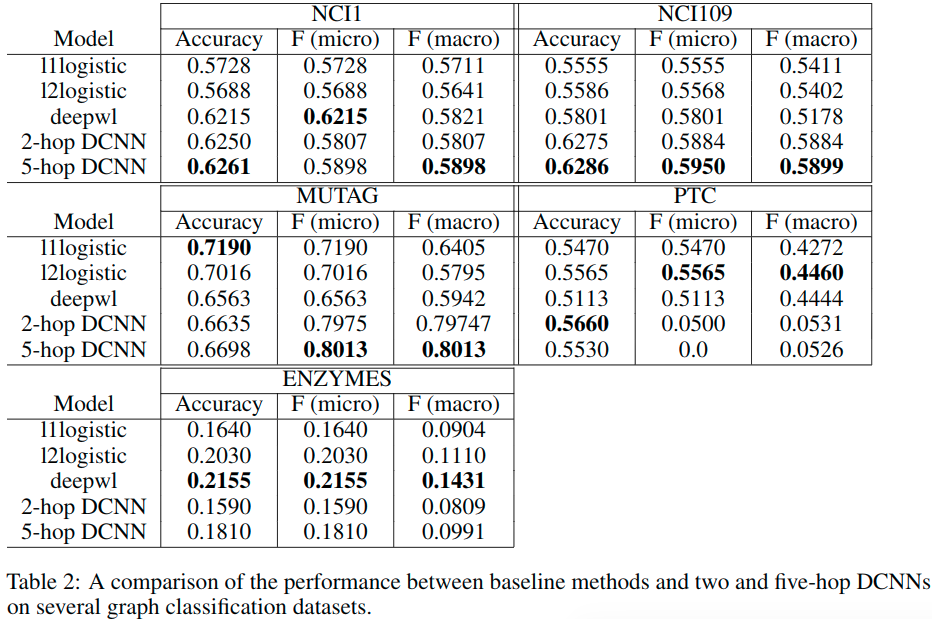 NCI1 NCI109
Model Accuracy F (micro) F (macro) Accuracy F (micro) F (macro)
l1logistic 0.5728 0.5728 0.5711 0.5555 0.5555 0.5411
l2logistic 0.5688 0.5688 0.5641 0.5586 0.5568 0.5402
deepwl 0.6215 0.6215 0.5821 0.5801 0.5801 0.5178
2-hop DCNN 0.6250 0.5807 0.5807 0.6275 0.5884 0.5884
5-hop DCNN 0.6261 0.5898 0.5898 0.6286 0.5950 0.5899
MUTAG PTC
Model Accuracy F (micro) F (macro) Accuracy F (micro) F (macro)
l1logistic 0.7190 0.7190 0.6405 0.5470 0.5470 0.4272
l2logistic 0.7016 0.7016 0.5795 0.5565 0.5565 0.4460
deepwl 0.6563 0.6563 0.5942 0.5113 0.5113 0.4444
2-hop DCNN 0.6635 0.7975 0.79747 0.5660 0.0500 0.0531
5-hop DCNN 0.6698 0.8013 0.8013 0.5530 0.0 0.0526
ENZYMES
Model Accuracy F (micro) F (macro)
l1logistic 0.1640 0.1640 0.0904
l2logistic 0.2030 0.2030 0.1110
deepwl 0.2155 0.2155 0.1431
2-hop DCNN 0.1590 0.1590 0.0809
5-hop DCNN 0.1810 0.1810 0.0991
Table 2: A comparison of the performance between baseline methods and two and five-hop DCNNs
on several graph classification datasets.